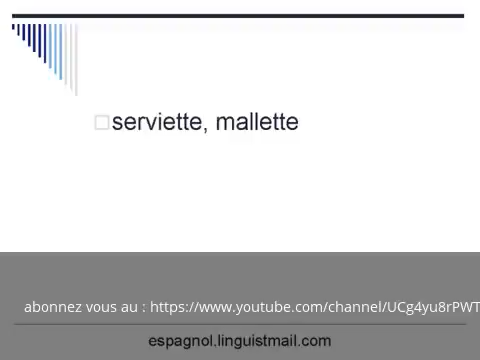 serviette, mallette
abonnez vous au : https://www.youtube.com/channel/UCg4yu8rPWT
espagnol.linguistmail.com